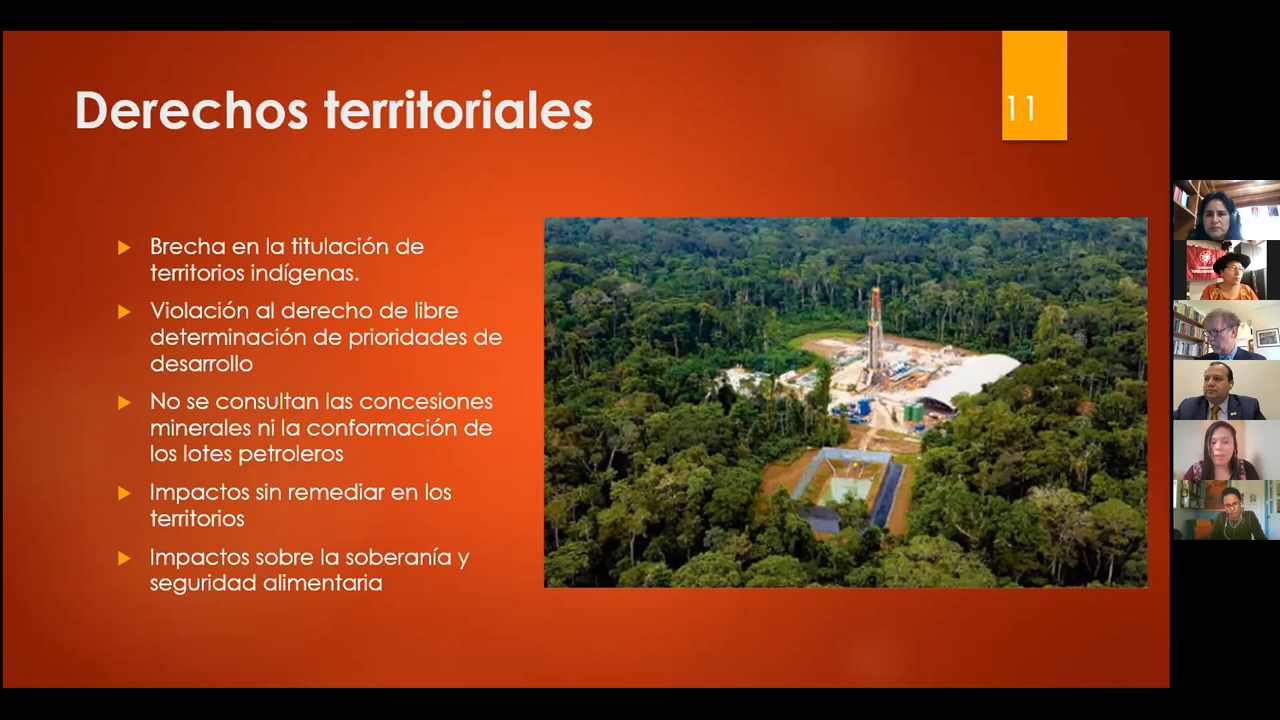 Derechos territoriales
11
Brecha en la titulación de
territorios indígenas.
Violación al derecho de libre
determinación de prioridades de
desarrollo
No se consultan las concesiones
minerales ni la conformación de
los lotes petroleros
Impactos sin remediar en los
territorios
Impactos sobre la soberanía y
seguridad alimentaria